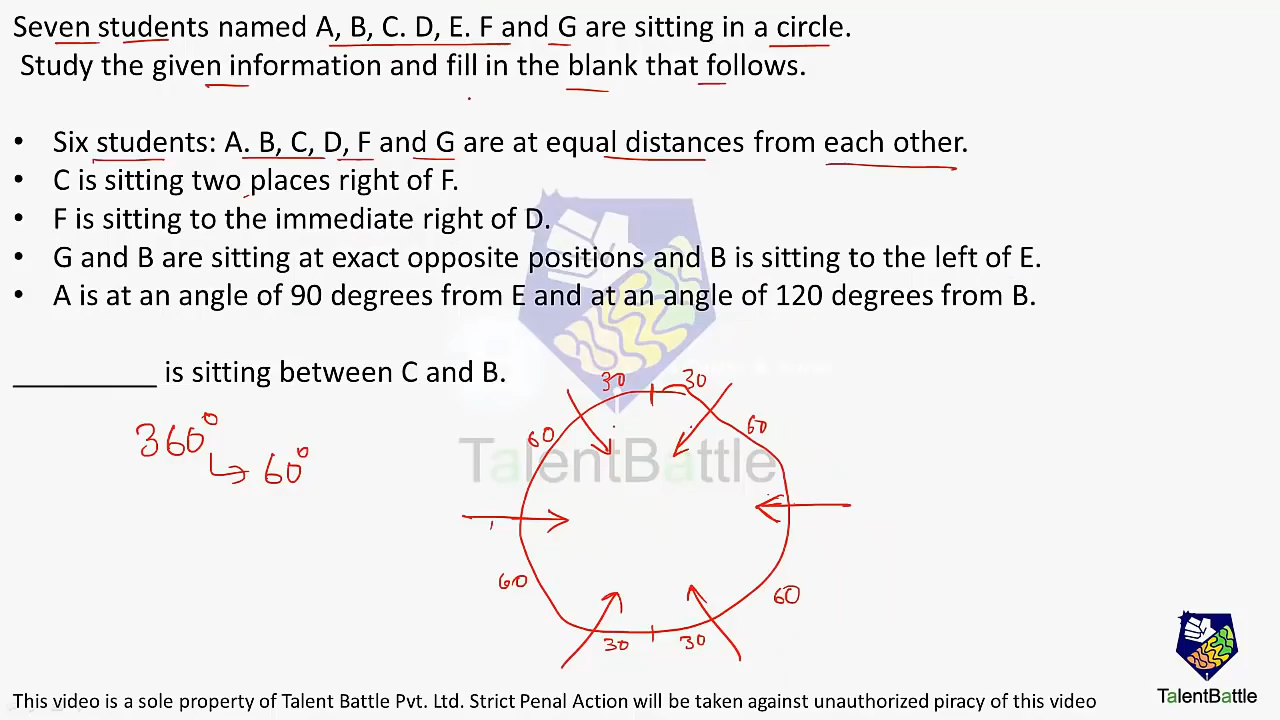 Seven students named A, B, C. D, E. F and G are sitting in a circle.
Study the given information and fill in the blank that follows.
• Six students: A. B, C, D, F and G are at equal distances from each other.
• C is sitting two places right of F.
• F is sitting to the immediate right of D.
• G and B are sitting at exact opposite positions and B is sitting to the left of E.
• A is at an angle of 90 degrees from E and at an angle of 120 degrees from B.
__________ is sitting between C and B.
360°
60°
30 30
60 60
TalentBattle
60 60
30 30
TalentBattle
This video is a sole property of Talent Battle Pvt. Ltd. Strict Penal Action will be taken against unauthorized piracy of this video